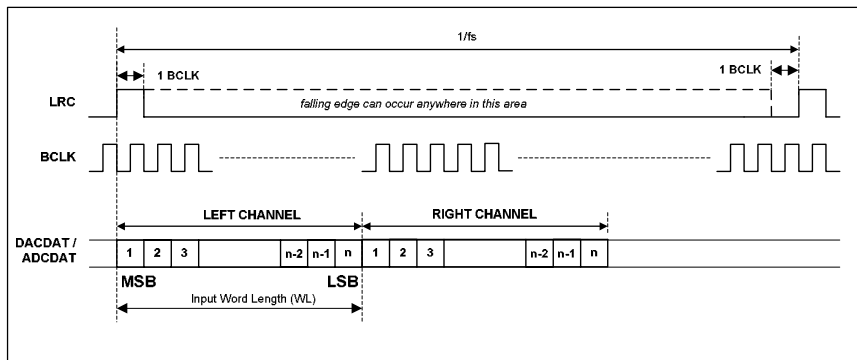 1/fs
1 BCLK
1 BCLK
LRC
falling edge can occur anywhere in this area
BCLK
LEFT CHANNEL
RIGHT CHANNEL
DACDAT /
ADCDAT
1 2 3 n-2 n-1 n 1 2 3 n-2 n-1 n
MSB LSB
Input Word Length (WL)